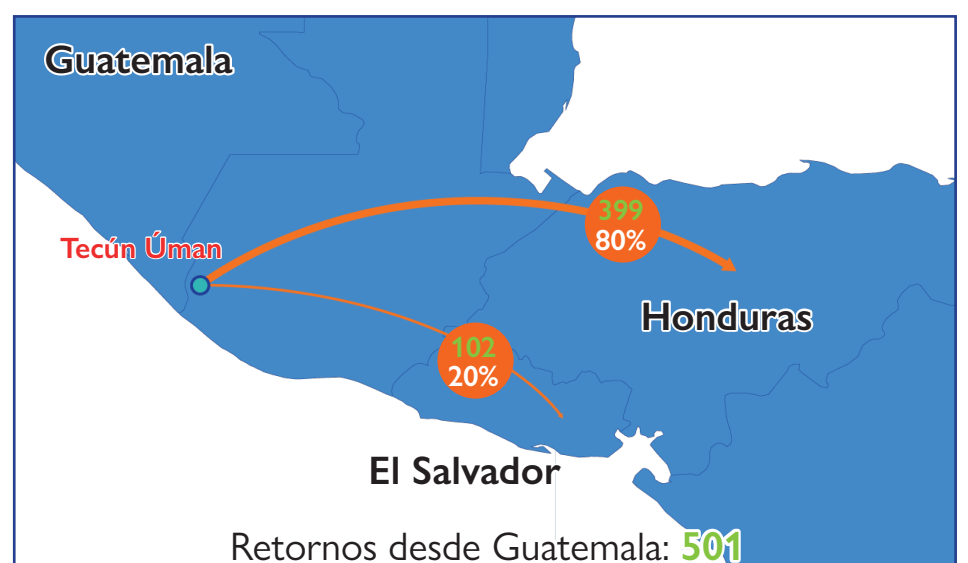 Guatemala
Tecún Úman
399
80%
Honduras
102
20%
El Salvador
Retornos desde Guatemala: 501